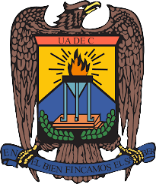 UA DE C
EL BIEN FINCAMOS EL